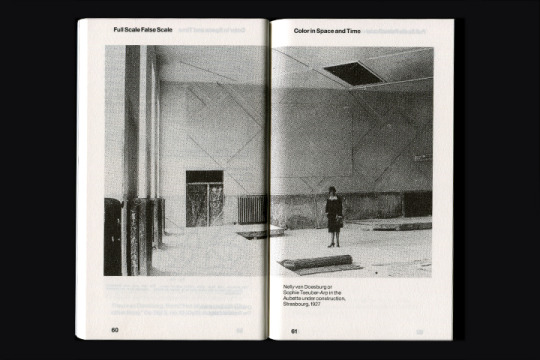 Full Scale False Scale
Color in Space and Time
Nelly van Doesburg or
Sophie Taeuber-Arp in the
Aubette under construction,
Strasbourg, 1927
60
61